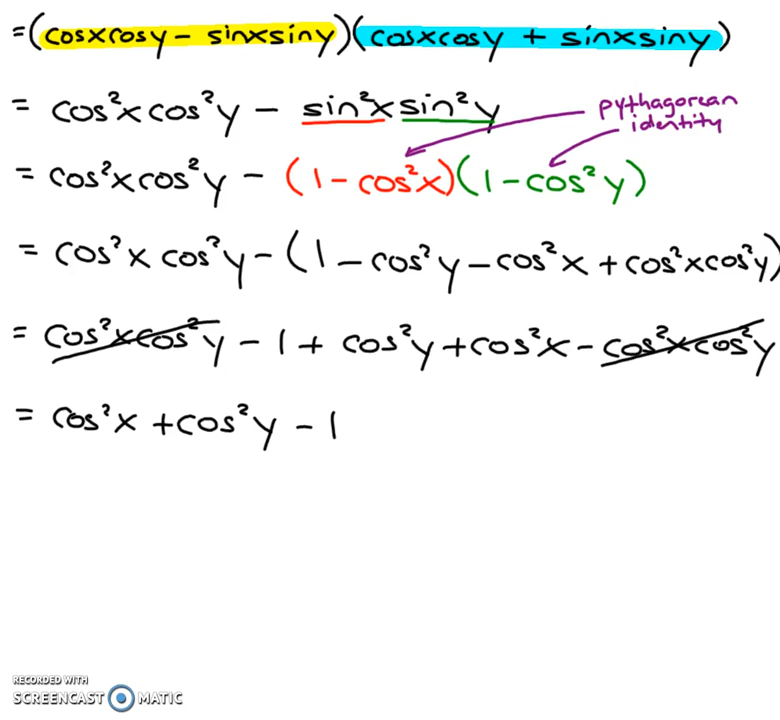 =(cosxcosy - sinxsiny)(cosxcosy + sinxsiny)
= cos²xcos²y - sin²xsin²y
pythagorean
identity
= cos²xcos²y - (1-cos²x)(1-cos²y)
= cos²x cos²y - (1 - cos²y - cos²x + cos²xcos²y)
= cos²xcos²y - 1 + cos²y + cos²x - cos²xcos²y
= cos²x + cos²y - 1
RECORDED WITH
SCREENCAST MATIC